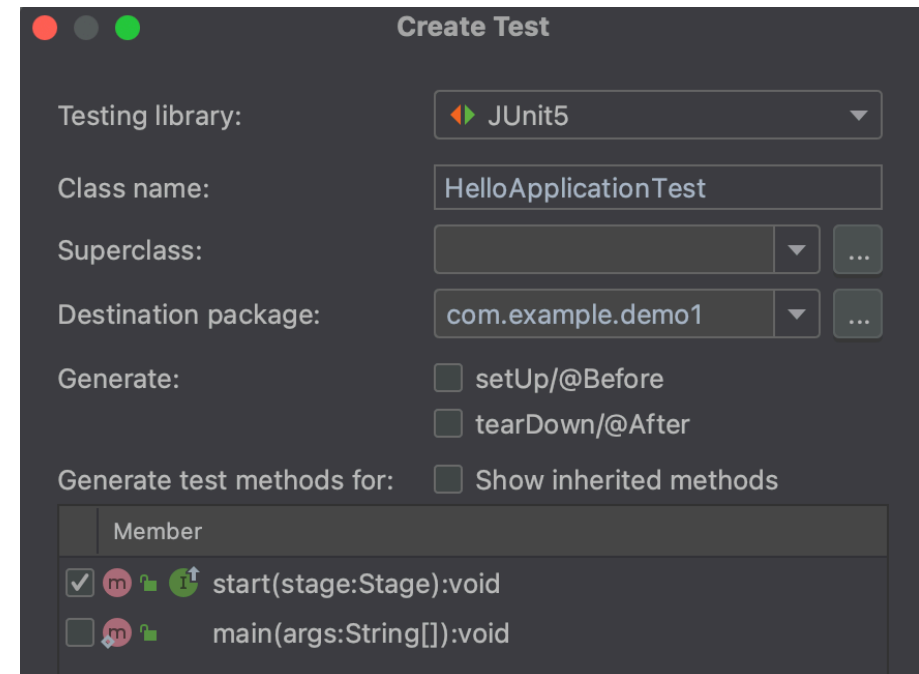 Create Test
Testing library:
JUnit5
Class name:
HelloApplicationTest
Superclass:
...
Destination package:
com.example.demo1
...
Generate:
setUp/@Before
tearDown/@After
Generate test methods for:
Show inherited methods
Member
m I start(stage:Stage):void
m main(args:String[]):void